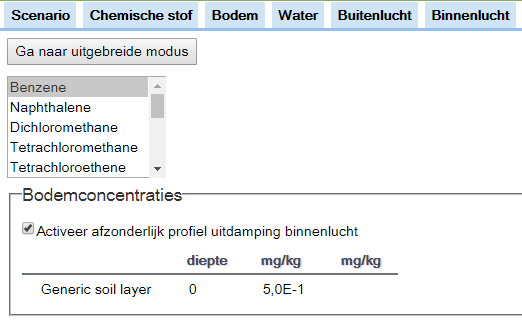 Scenario Chemische stof Bodem Water Buitenlucht Binnenlucht
Ga naar uitgebreide modus
Benzene
Naphthalene
Dichloromethane
Tetrachloromethane
Tetrachloroethene
Bodemconcentraties
Activeer afzonderlijk profiel uitdamping binnenlucht
diepte mg/kg mg/kg
Generic soil layer 0 5,0E-1